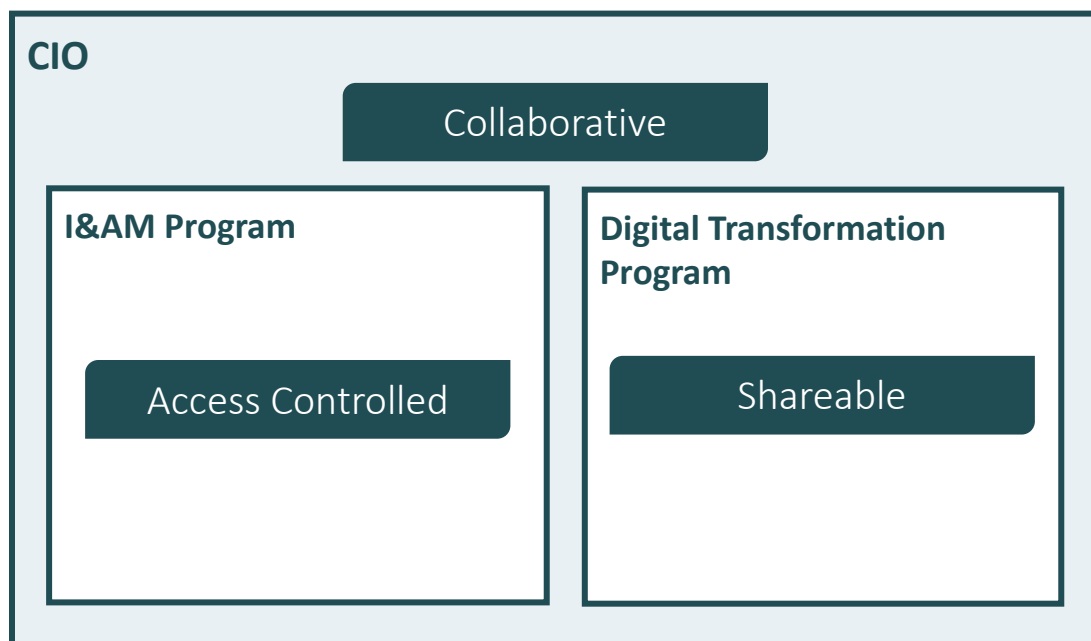 CIO
Collaborative
I&AM Program
Digital Transformation
Program
Access Controlled
Shareable